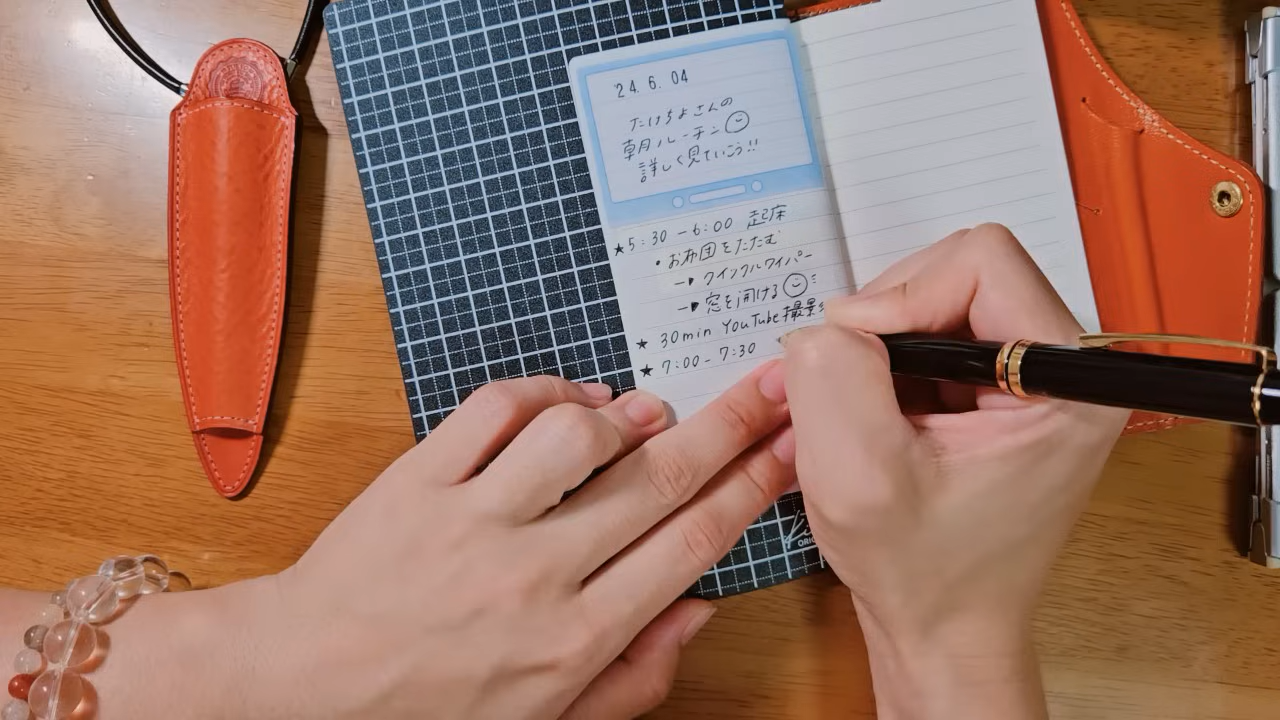 '24. 6. 04
たけちよさんの
朝ルーチン
詳しく見ていこう!!
★5:30-6:00 起床
・お布団をたたむ
→クイックルワイパー
→窓を開ける
★ 30min YouTube撮影
★ 7:00-7:30